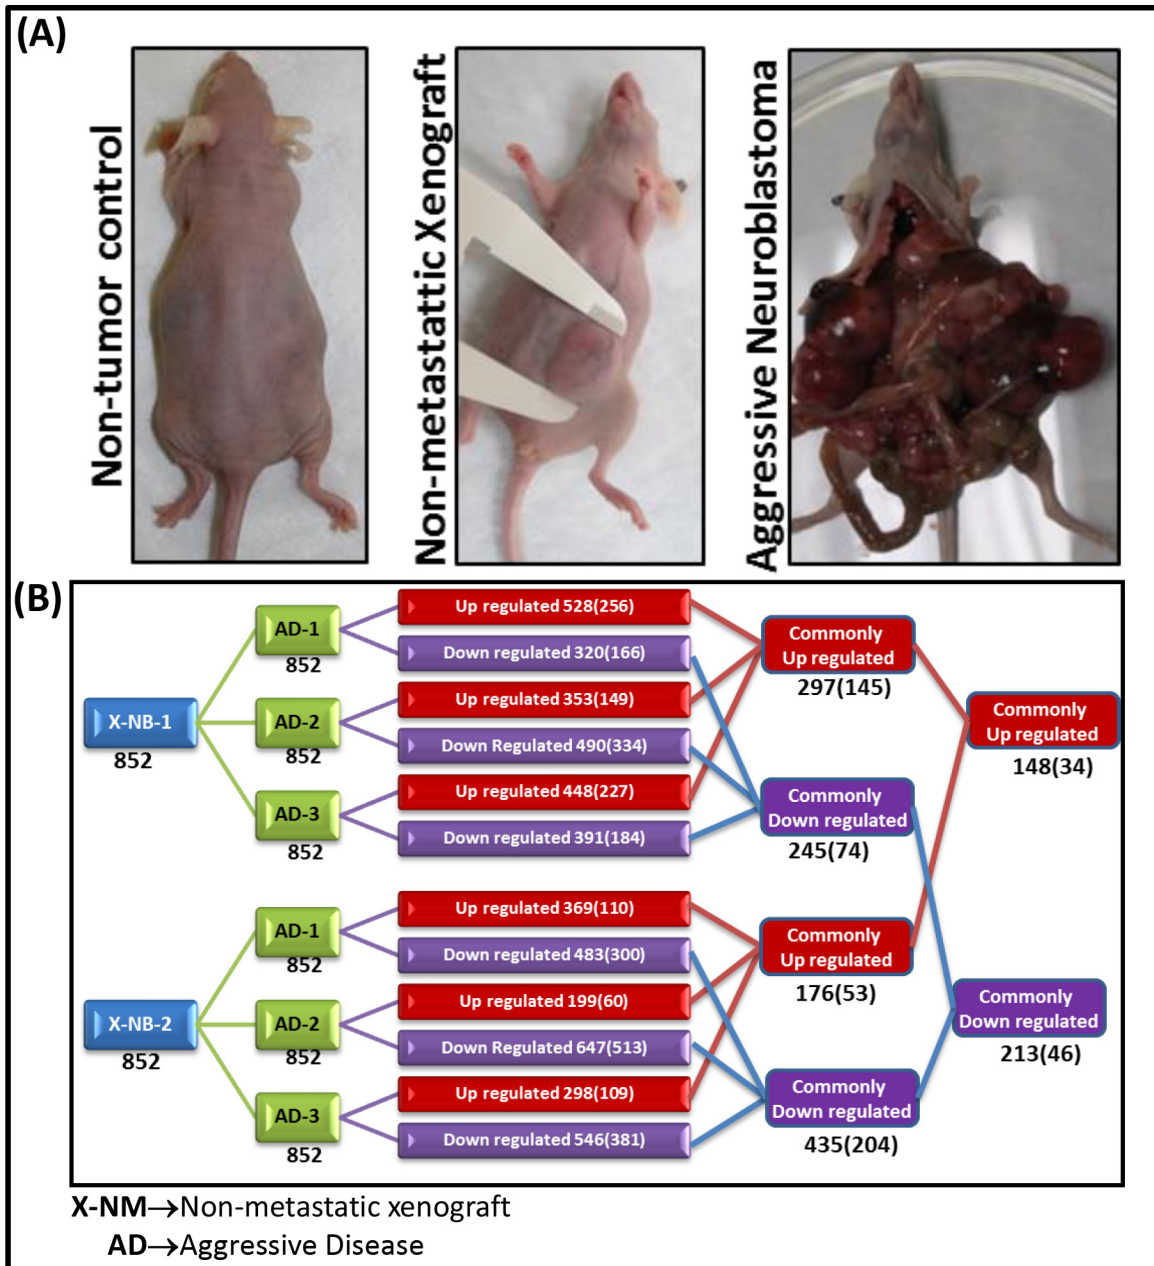 (A)
Non-tumor control
Non-metastattic Xenograft
Aggressive Neuroblastoma
(B)
X-NB-1
852
AD-1
852
AD-2
852
AD-3
852
Up regulated 528(256)
Down regulated 320(166)
Up regulated 353(149)
Down Regulated 490(334)
Up regulated 448(227)
Down regulated 391(184)
Commonly
Up regulated
297(145)
Commonly
Down regulated
245(74)
X-NB-2
852
AD-1
852
AD-2
852
AD-3
852
Up regulated 369(110)
Down regulated 483(300)
Up regulated 199(60)
Down Regulated 647(513)
Up regulated 298(109)
Down regulated 546(381)
Commonly
Up regulated
176(53)
Commonly
Down regulated
435(204)
Commonly
Up regulated
148(34)
Commonly
Down regulated
213(46)
X-NM→Non-metastatic xenograft
AD→Aggressive Disease